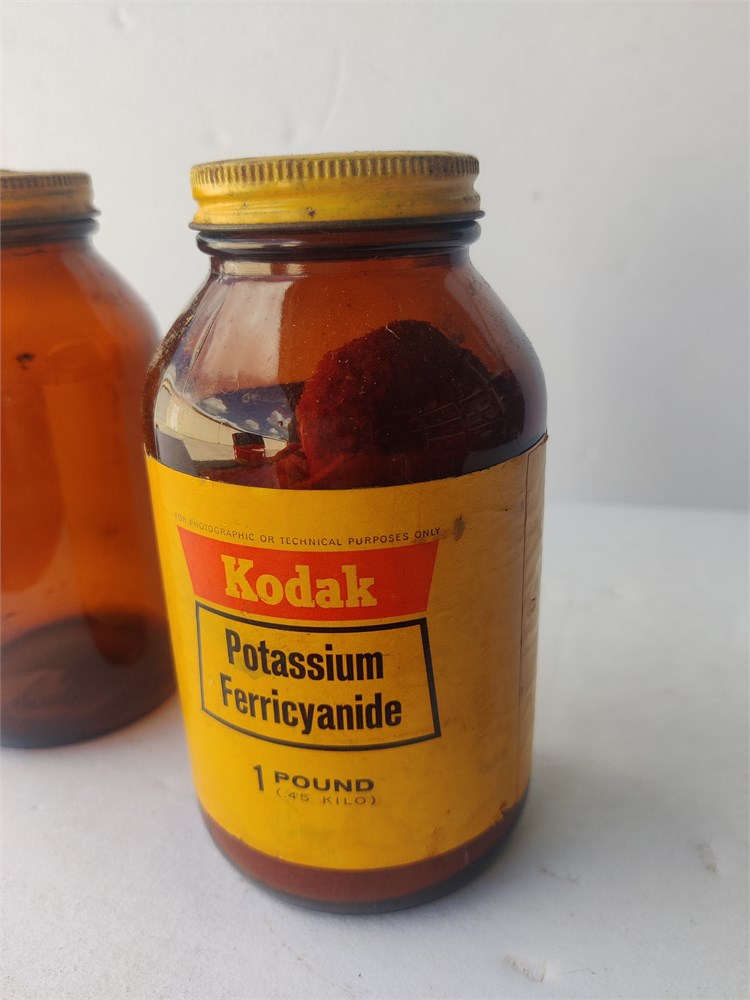 FOR PHOTOGRAPHIC OR TECHNICAL PURPOSES ONLY
Kodak
Potassium
Ferricyanide
1 POUND
(.45 KILO)